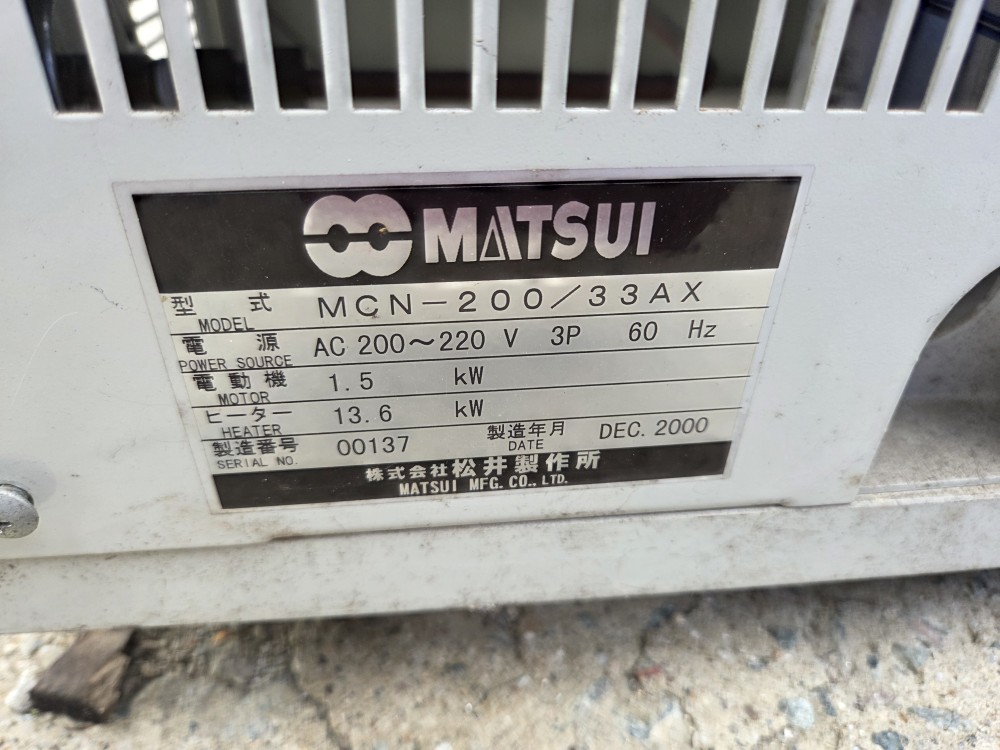 MATSUI
型式 MCN-200/33AX
MODEL
電源 AC 200~220 V 3P 60 Hz
POWER SOURCE
電動機 1.5 kW
MOTOR
ヒーター 13.6 kW
HEATER
製造番号 00137 製造年月 DEC. 2000
SERIAL NO. DATE
株式会社 松井製作所
MATSUI MFG. CO., LTD.